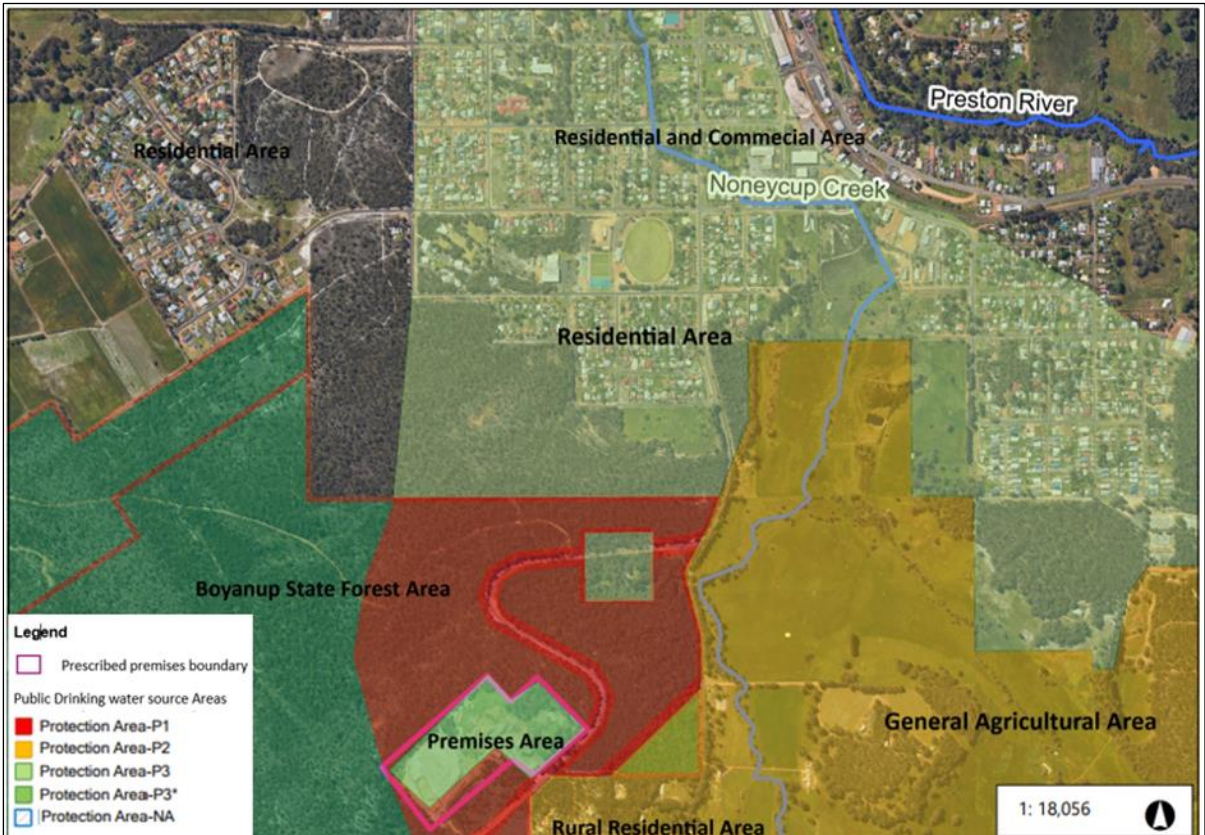 Preston River
Residential Area
Residential and Commecial Area
Noneycup Creek
Residential Area
Boyanup State Forest Area
Legend
Prescribed premises boundary
Public Drinking water source Areas
Protection Area-P1
Protection Area-P2
Protection Area-P3
Protection Area-P3*
Protection Area-NA
Premises Area
General Agricultural Area
Rural Residential Area
1: 18,056